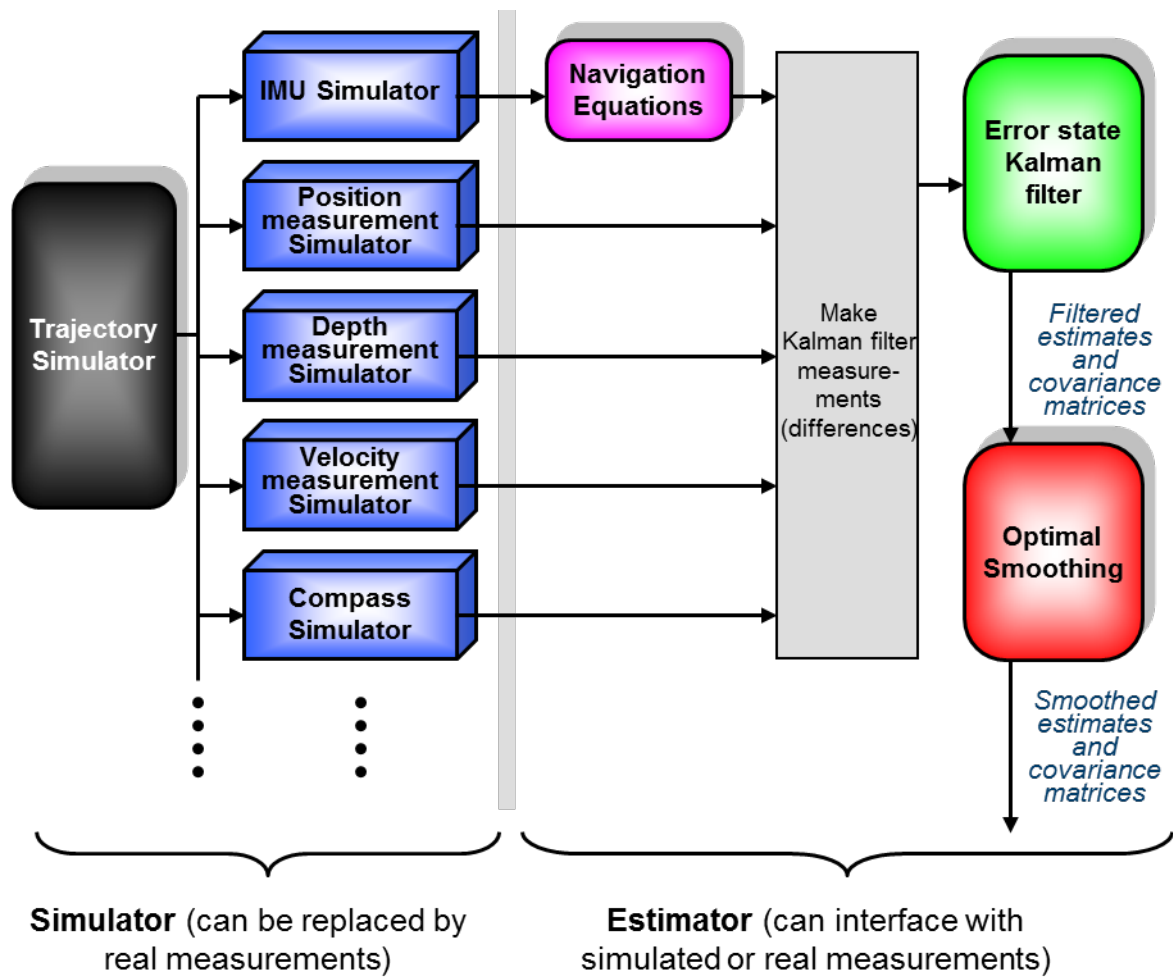 Trajectory
Simulator
IMU Simulator
Position
measurement
Simulator
Depth
measurement
Simulator
Velocity
measurement
Simulator
Compass
Simulator
Navigation
Equations
Make
Kalman filter
measure-
ments
(differences)
Error state
Kalman
filter
Filtered
estimates
and
covariance
matrices
Optimal
Smoothing
Smoothed
estimates
and
covariance
matrices
Simulator (can be replaced by
real measurements)
Estimator (can interface with
simulated or real measurements)